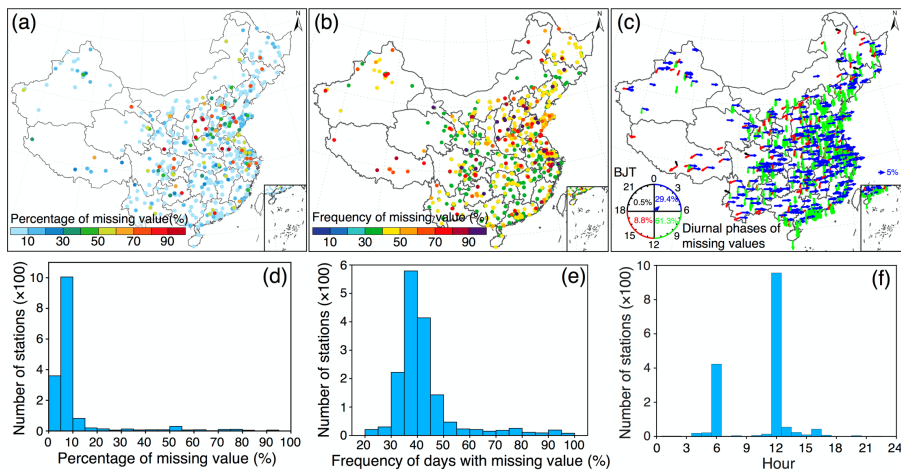 (a)
N
Percentage of missing value(%)
10 30 50 70 90
(b)
N
Frequency of missing value (%)
10 30 50 70 90
(c)
N
5%
BJT
0
21 3
0.5% 29.4%
18 6
8.8% 61.3%
15 9
12
Diurnal phases of
missing values
(d)
Number of stations (×100)
10
8
6
4
2
0
0 10 20 30 40 50 60 70 80 90 100
Percentage of missing value (%)
(e)
Number of stations (×100)
6
5
4
3
2
1
0
20 30 40 50 60 70 80 90 100
Frequency of days with missing value (%)
(f)
Number of stations (×100)
10
8
6
4
2
0
0 3 6 9 12 15 18 21 24
Hour